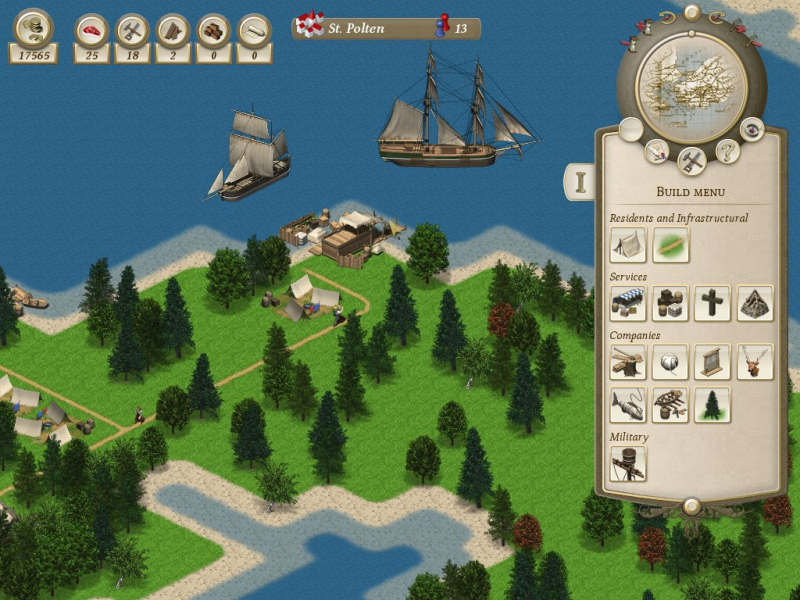 St. Polten 13
17565 25 18 2 0 0
I
Build menu
Residents and Infrastructural
Services
Companies
Military